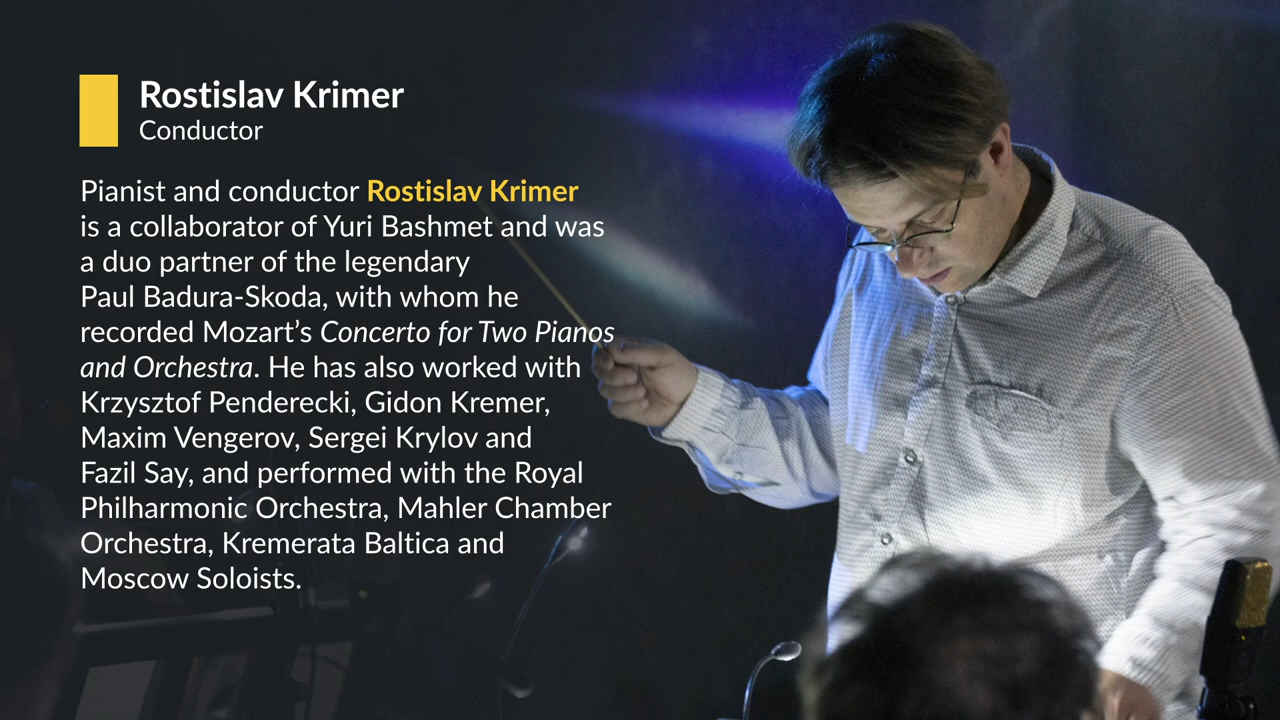 Rostislav Krimer
Conductor
Pianist and conductor Rostislav Krimer
is a collaborator of Yuri Bashmet and was
a duo partner of the legendary
Paul Badura-Skoda, with whom he
recorded Mozart’s Concerto for Two Pianos
and Orchestra. He has also worked with
Krzysztof Penderecki, Gidon Kremer,
Maxim Vengerov, Sergei Krylov and
Fazil Say, and performed with the Royal
Philharmonic Orchestra, Mahler Chamber
Orchestra, Kremerata Baltica and
Moscow Soloists.